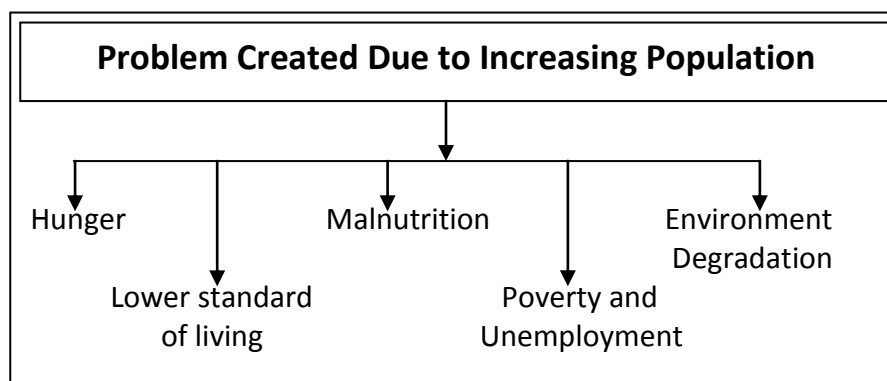 Problem Created Due to Increasing Population
Hunger
Lower standard
of living
Malnutrition
Poverty and
Unemployment
Environment
Degradation